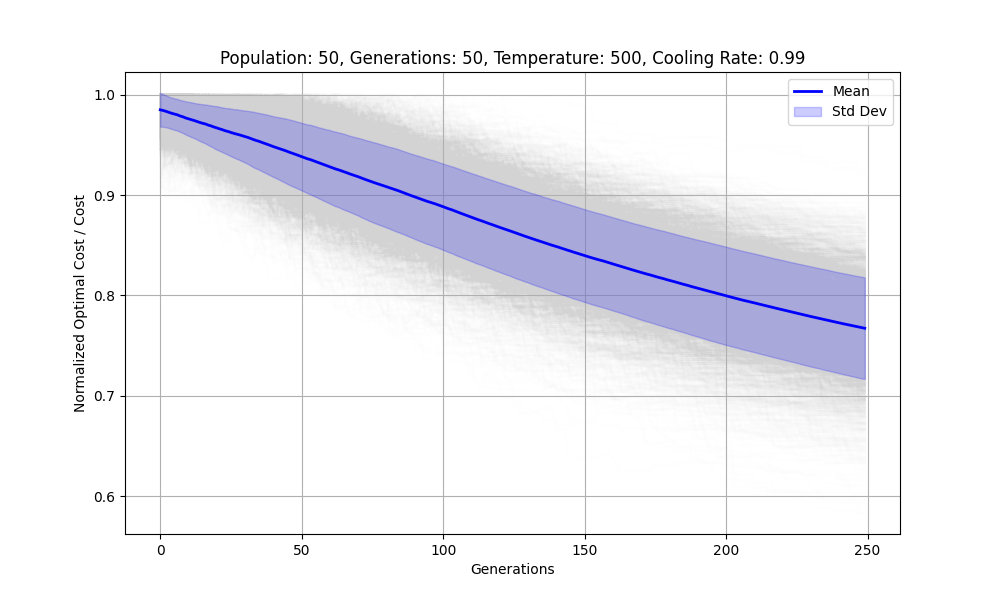 Population: 50, Generations: 50, Temperature: 500, Cooling Rate: 0.99
Mean
Std Dev
Normalized Optimal Cost / Cost
1.0
0.9
0.8
0.7
0.6
0
50
100
150
200
250
Generations